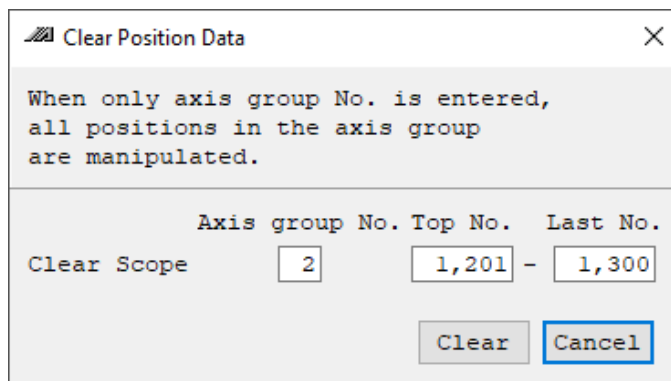 Clear Position Data
When only axis group No. is entered,
all positions in the axis group
are manipulated.
Axis group No. Top No. Last No.
Clear Scope 2 1,201 - 1,300
Clear Cancel